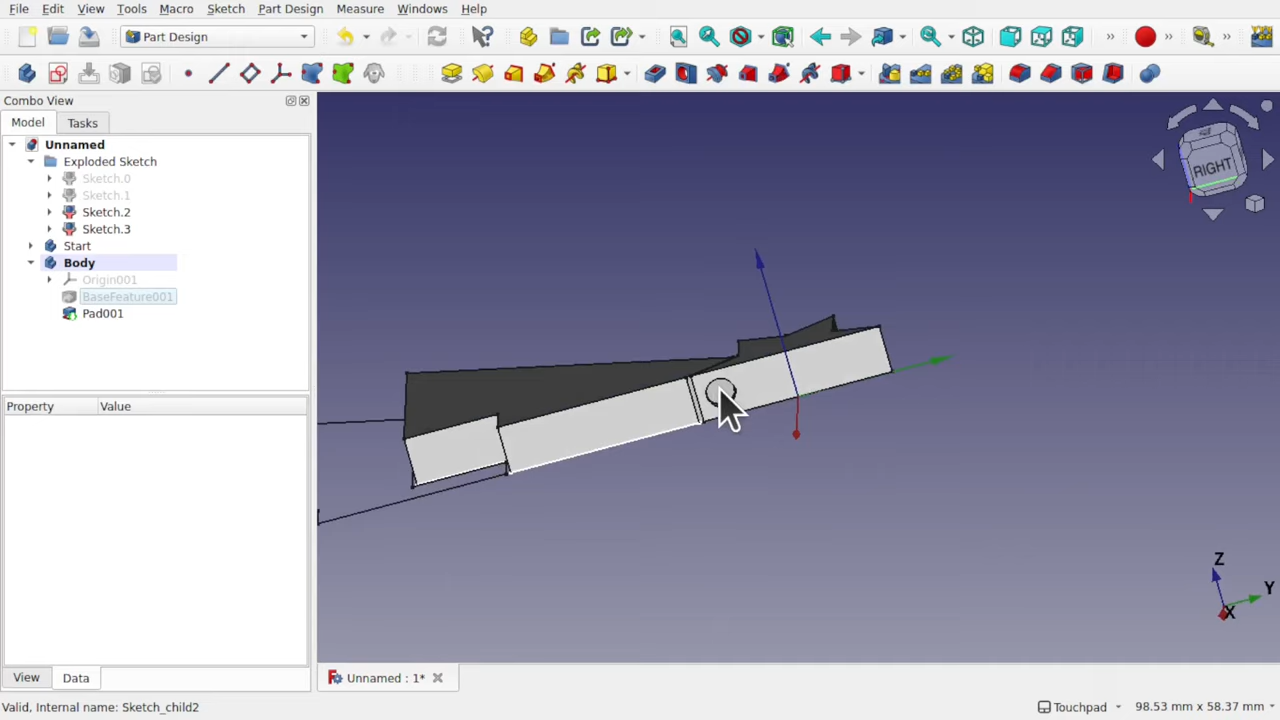 File Edit View Tools Macro Sketch Part Design Measure Windows Help
Part Design
Combo View
Model Tasks
Unnamed
Exploded Sketch
Sketch.0
Sketch.1
Sketch.2
Sketch.3
Start
Body
Origin001
BaseFeature001
Pad001
Property Value
View Data
RIGHT
Z
Y
X
Unnamed : 1*
Valid, Internal name: Sketch_child2
Touchpad
98.53 mm x 58.37 mm